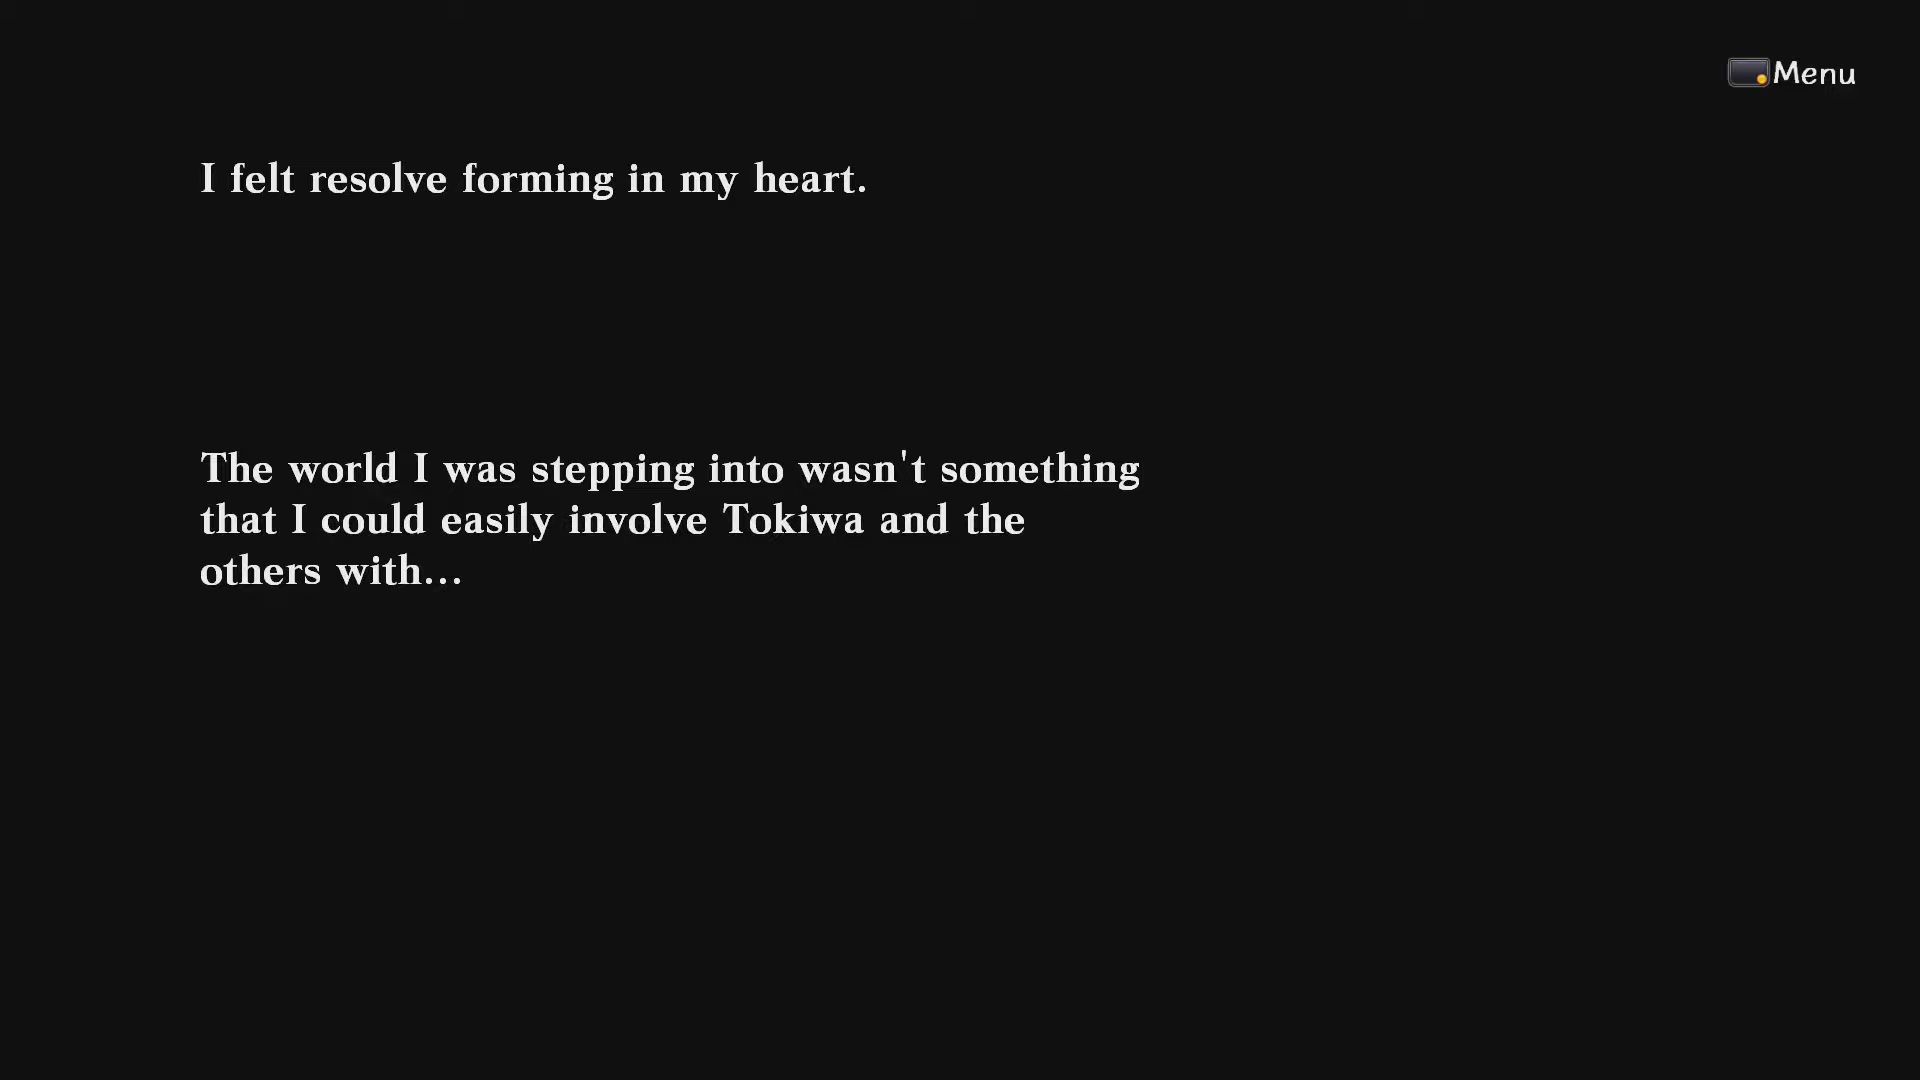 Menu
I felt resolve forming in my heart.
The world I was stepping into wasn't something
that I could easily involve Tokiwa and the
others with...